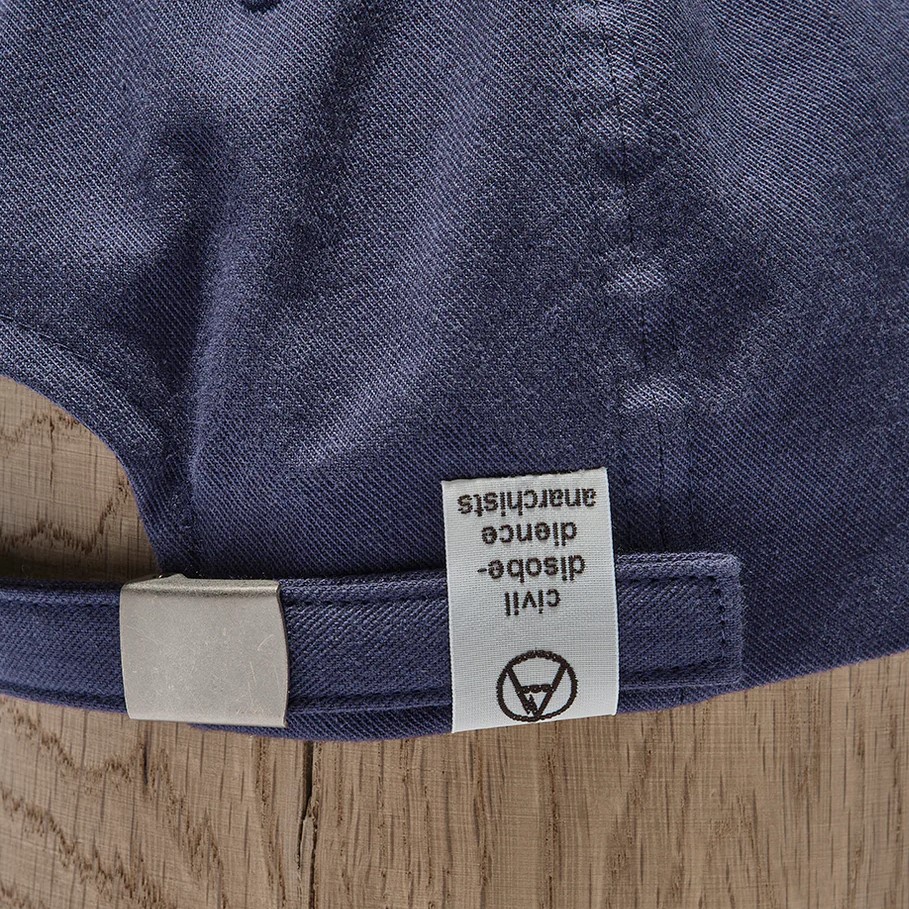 civil
disobe-
dience
anarchists